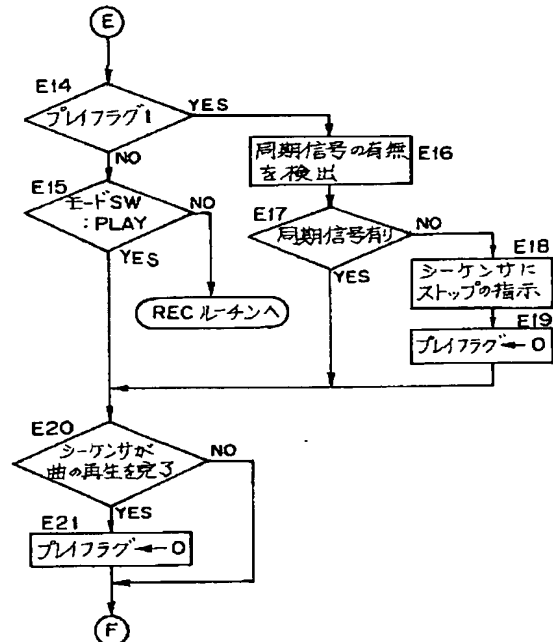 E
E14
プレイフラグ1
YES
NO
同期信号の有無
を検出
E16
E15
モードSW
:PLAY
NO
YES
RECルーチンへ
E17
同期信号有り
NO
YES
E18
シーケンサに
ストップの指示
E19
プレイフラグ←0
E20
シーケンサが
曲の再生を完了
NO
YES
E21
プレイフラグ←0
F